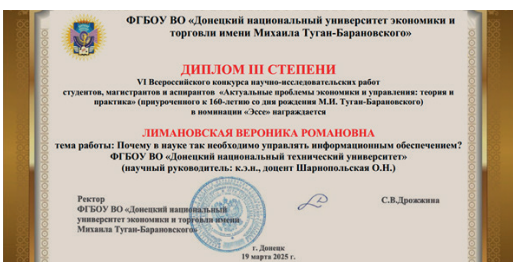 ФГБОУ ВО «Донецкий национальный университет экономики и
торговли имени Михаила Туган-Барановского»
ДИПЛОМ III СТЕПЕНИ
VI Всероссийского конкурса научно-исследовательских работ
студентов, магистрантов и аспирантов «Актуальные проблемы экономики и управления: теория и
практика» (приуроченного к 160-летию со дня рождения М.И. Туган-Барановского)
в номинации «Эссе» награждается
ЛИМАНОВСКАЯ ВЕРОНИКА РОМАНОВНА
тема работы: Почему в науке так необходимо управлять информационным обеспечением?
ФГБОУ ВО «Донецкий национальный технический университет»
(научный руководитель: к.э.н., доцент Шарнопольская О.Н.)
Ректор
ФГБОУ ВО «Донецкий национальный
университет экономики и торговли имени
Михаила Туган-Барановского»
С.В.Дрожжина
г. Донецк
19 марта 2025 г.